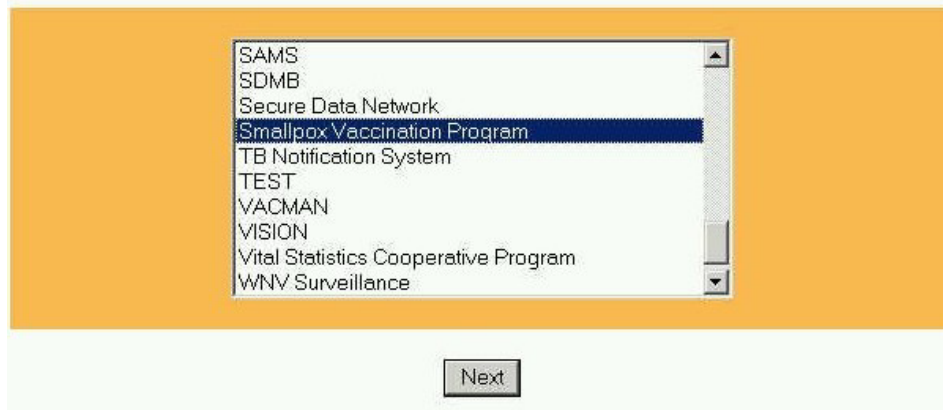 SAMS
SDMB
Secure Data Network
Smallpox Vaccination Program
TB Notification System
TEST
VACMAN
VISION
Vital Statistics Cooperative Program
WNV Surveillance
Next